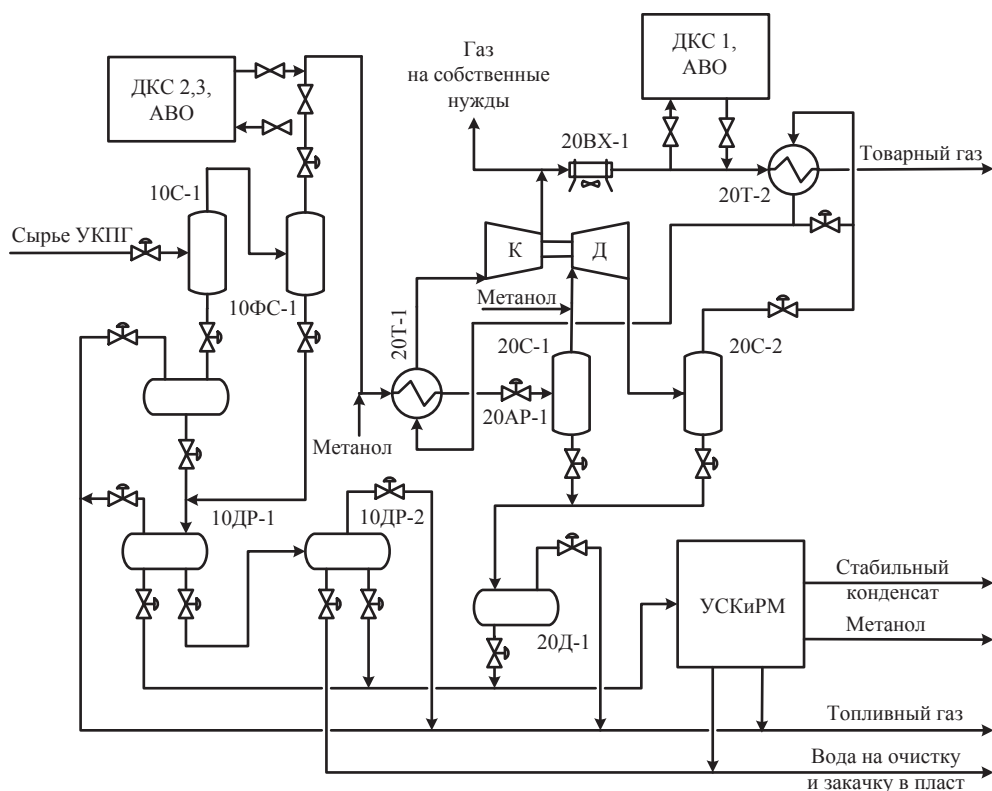 ДКС 2,3,
АВО
Газ
на собственные
нужды
ДКС 1,
АВО
20ВХ-1
Товарный газ
20Т-2
10С-1
Сырье УКПГ
10ФС-1
К
Д
Метанол
20Т-1
20С-1
20С-2
20АР-1
Метанол
10ДР-1
10ДР-2
20Д-1
УСКиРМ
Стабильный
конденсат
Метанол
Топливный газ
Вода на очистку
и закачку в пласт